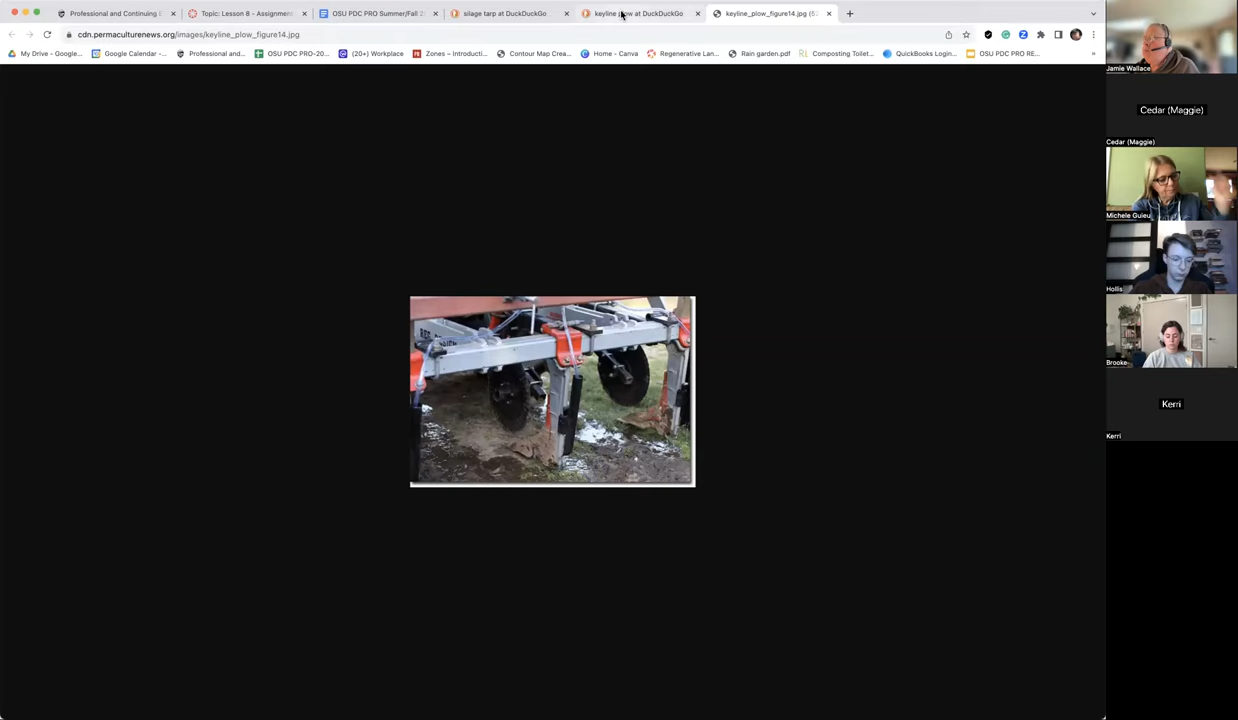 Professional and Continuing E
Topic: Lesson 8 - Assignment
OSU PDC PRO Summer/Fall 2
silage tarp at DuckDuckGo
keyline plow at DuckDuckGo
keyline_plow_figure14.jpg (52
cdn.permaculturenews.org/images/keyline_plow_figure14.jpg
My Drive - Google...
Google Calendar -...
Professional and...
OSU PDC PRO-20...
(20+) Workplace
Zones – Introducti...
Contour Map Crea...
Home - Canva
Regenerative Lan...
Rain garden.pdf
Composting Toilet...
QuickBooks Login...
OSU PDC PRO RE...
»
Jamie Wallace
Cedar (Maggie)
Cedar (Maggie)
Michele Guieu
Hollis
Brooke
Kerri
Kerri